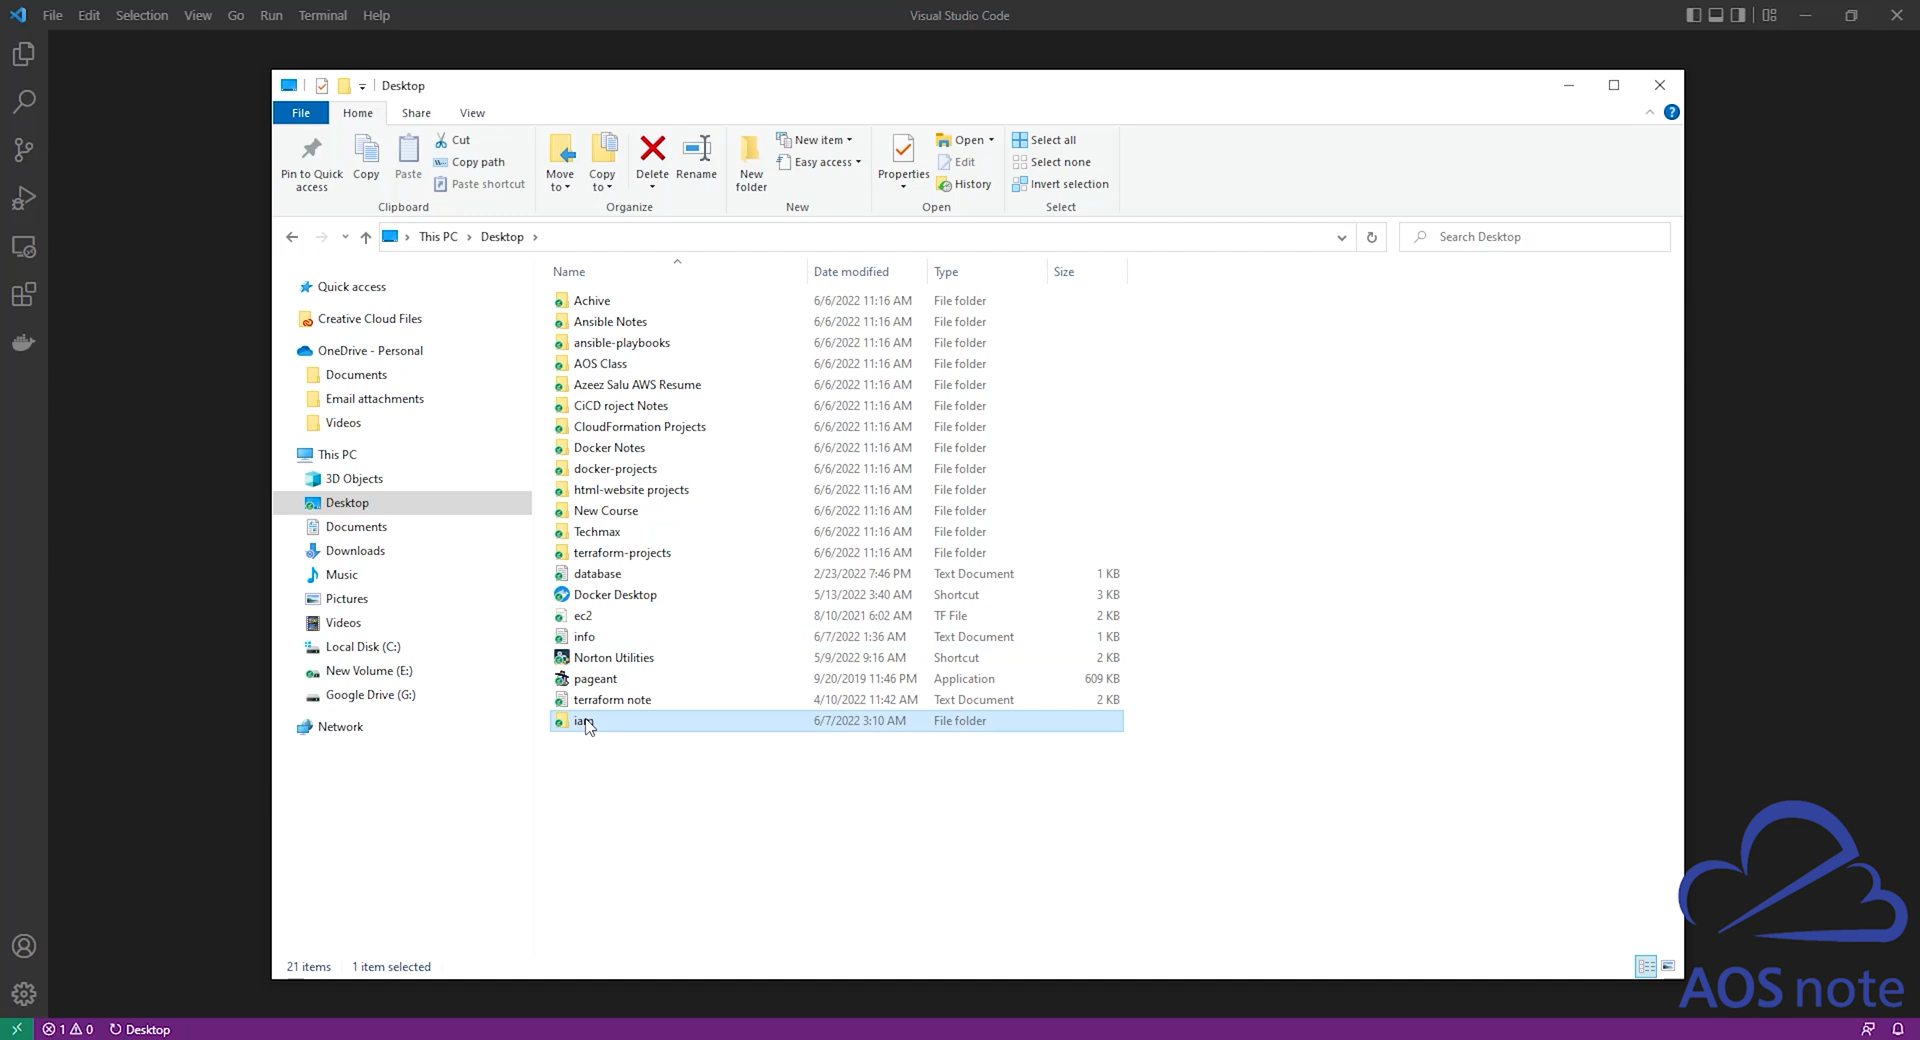 File Edit Selection View Go Run Terminal Help
Visual Studio Code
Desktop
File Home Share View
Pin to Quick access
Copy
Paste
Cut
Copy path
Paste shortcut
Clipboard
Move to
Copy to
Delete
Rename
Organize
New folder
New item
Easy access
New
Properties
Open
Edit
History
Open
Select all
Select none
Invert selection
Select
This PC > Desktop >
Search Desktop
Quick access
Creative Cloud Files
OneDrive - Personal
Documents
Email attachments
Videos
This PC
3D Objects
Desktop
Documents
Downloads
Music
Pictures
Videos
Local Disk (C:)
New Volume (E:)
Google Drive (G:)
Network
Name Date modified Type Size
Achive 6/6/2022 11:16 AM File folder
Ansible Notes 6/6/2022 11:16 AM File folder
ansible-playbooks 6/6/2022 11:16 AM File folder
AOS Class 6/6/2022 11:16 AM File folder
Azeez Salu AWS Resume 6/6/2022 11:16 AM File folder
CiCD roject Notes 6/6/2022 11:16 AM File folder
CloudFormation Projects 6/6/2022 11:16 AM File folder
Docker Notes 6/6/2022 11:16 AM File folder
docker-projects 6/6/2022 11:16 AM File folder
html-website projects 6/6/2022 11:16 AM File folder
New Course 6/6/2022 11:16 AM File folder
Techmax 6/6/2022 11:16 AM File folder
terraform-projects 6/6/2022 11:16 AM File folder
database 2/23/2022 7:46 PM Text Document 1 KB
Docker Desktop 5/13/2022 3:40 AM Shortcut 3 KB
ec2 8/10/2021 6:02 AM TF File 2 KB
info 6/7/2022 1:36 AM Text Document 1 KB
Norton Utilities 5/9/2022 9:16 AM Shortcut 2 KB
pageant 9/20/2019 11:46 PM Application 609 KB
terraform note 4/10/2022 11:42 AM Text Document 2 KB
iam 6/7/2022 3:10 AM File folder
21 items 1 item selected
AOS note
1 0 Desktop